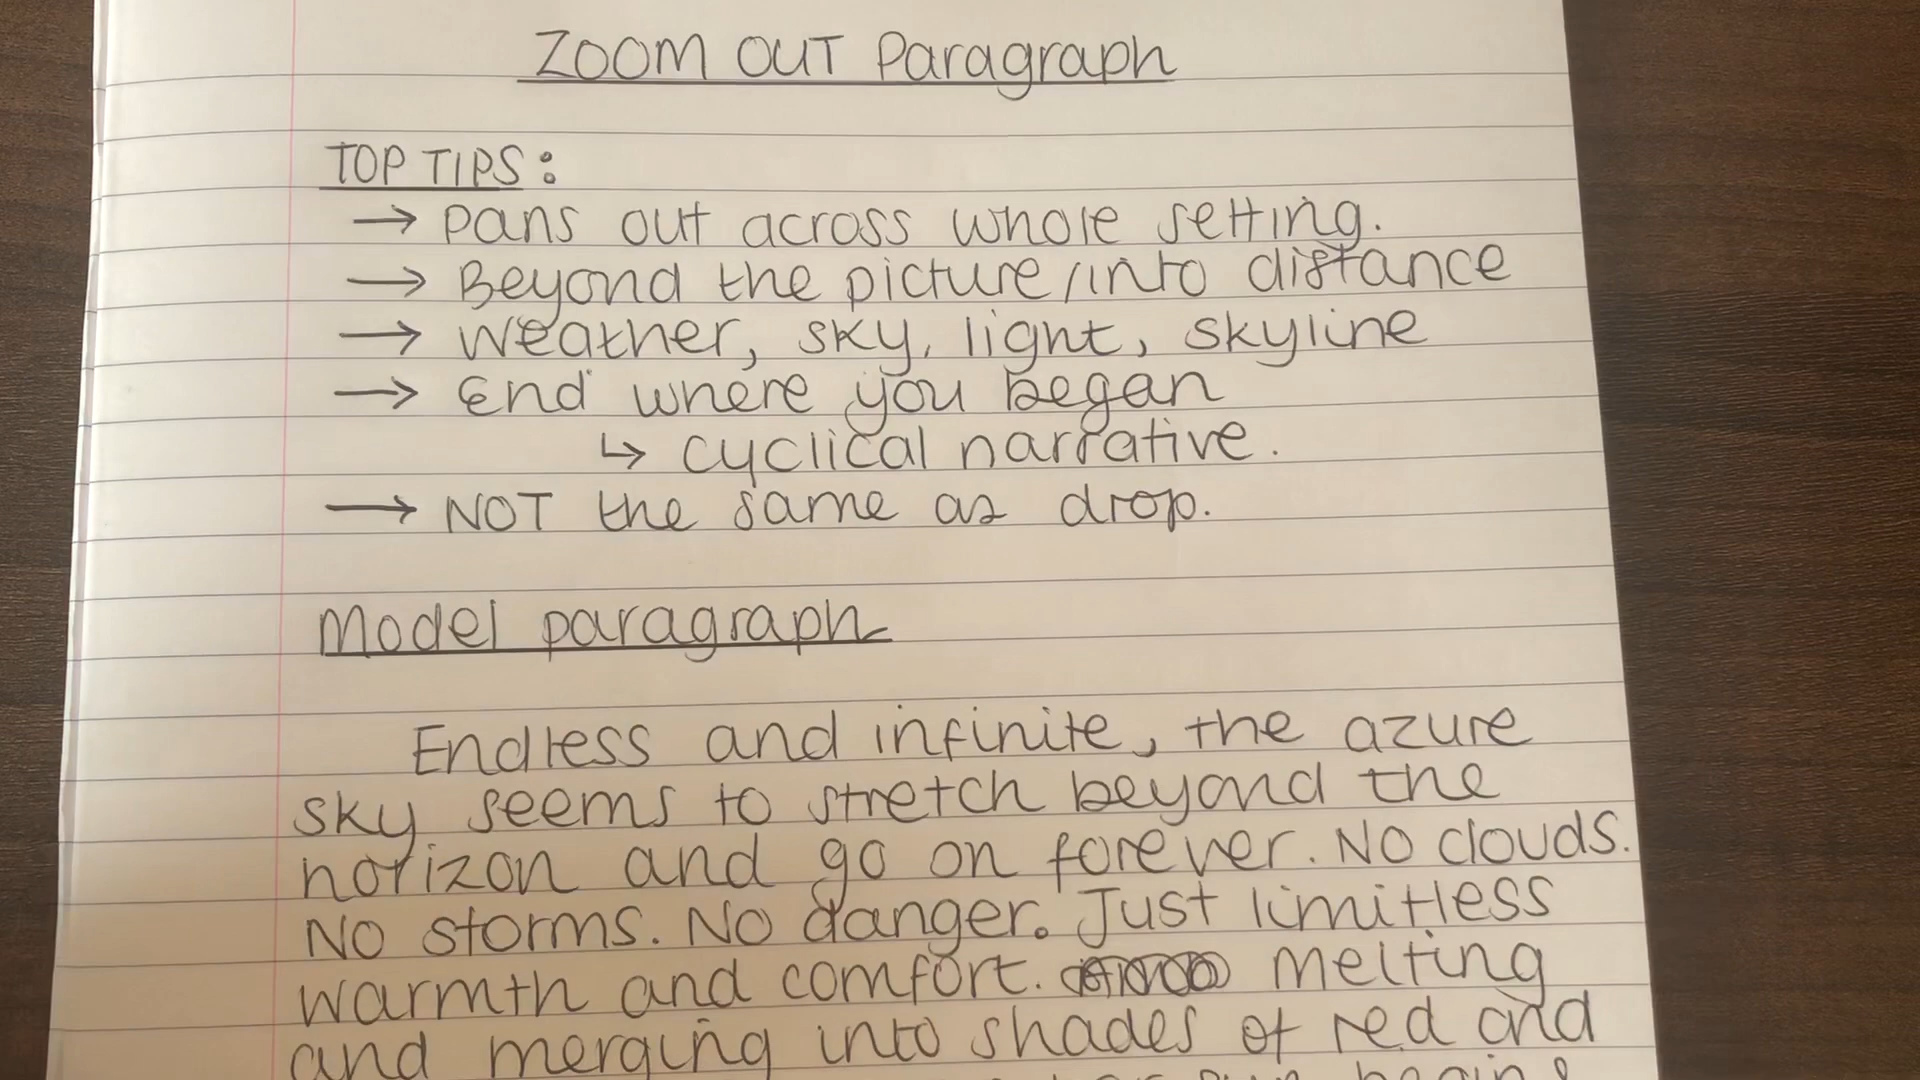 ZOOM OUT Paragraph
TOP TIPS:
→ pans out across whole setting.
→ Beyond the picture/into distance
→ weather, sky, light, skyline
→ End where you began
↳ cyclical narrative.
→ NOT the same as drop.
Model paragraph
Endless and infinite, the azure
sky seems to stretch beyond the
horizon and go on forever. No clouds.
No storms. No danger. Just limitless
warmth and comfort. Melting
and merging into shades of red and